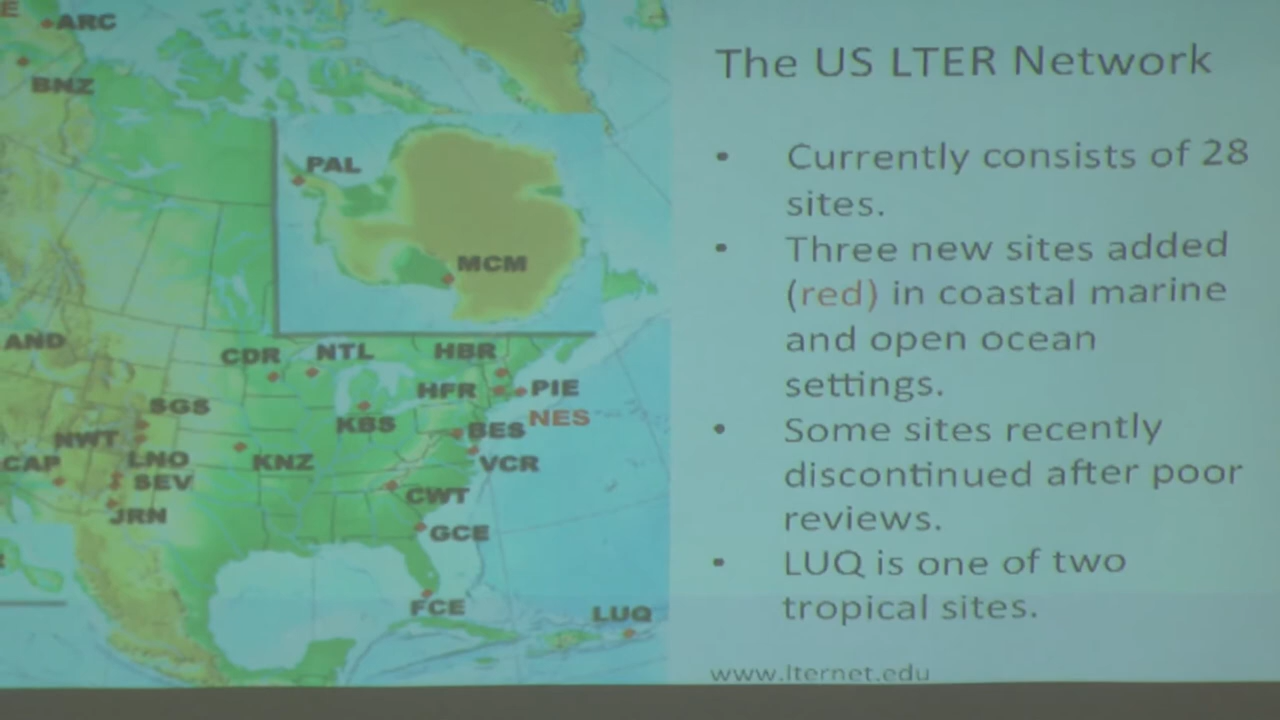 E
ARC
BNZ
PAL
MCM
AND
CDR
NTL
HBR
HFR
PIE
SGS
KBS
NES
NWT
BES
CAP
LNO
KNZ
VCR
SEV
CWT
JRN
GCE
FCE
LUQ
The US LTER Network
• Currently consists of 28
sites.
• Three new sites added
(red) in coastal marine
and open ocean
settings.
• Some sites recently
discontinued after poor
reviews.
• LUQ is one of two
tropical sites.
www.lternet.edu